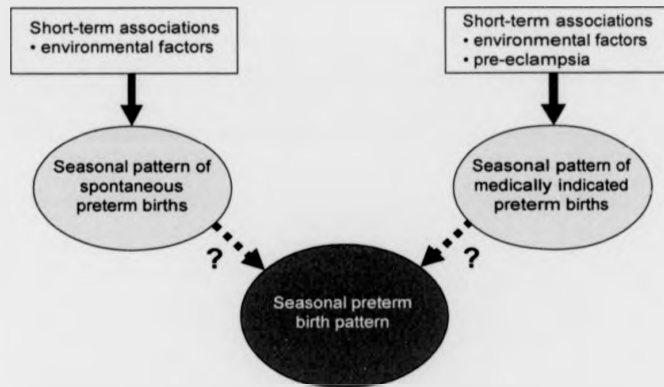 Short-term associations
• environmental factors
Short-term associations
• environmental factors
• pre-eclampsia
Seasonal pattern of
spontaneous
preterm births
Seasonal pattern of
medically indicated
preterm births
?
?
Seasonal preterm
birth pattern